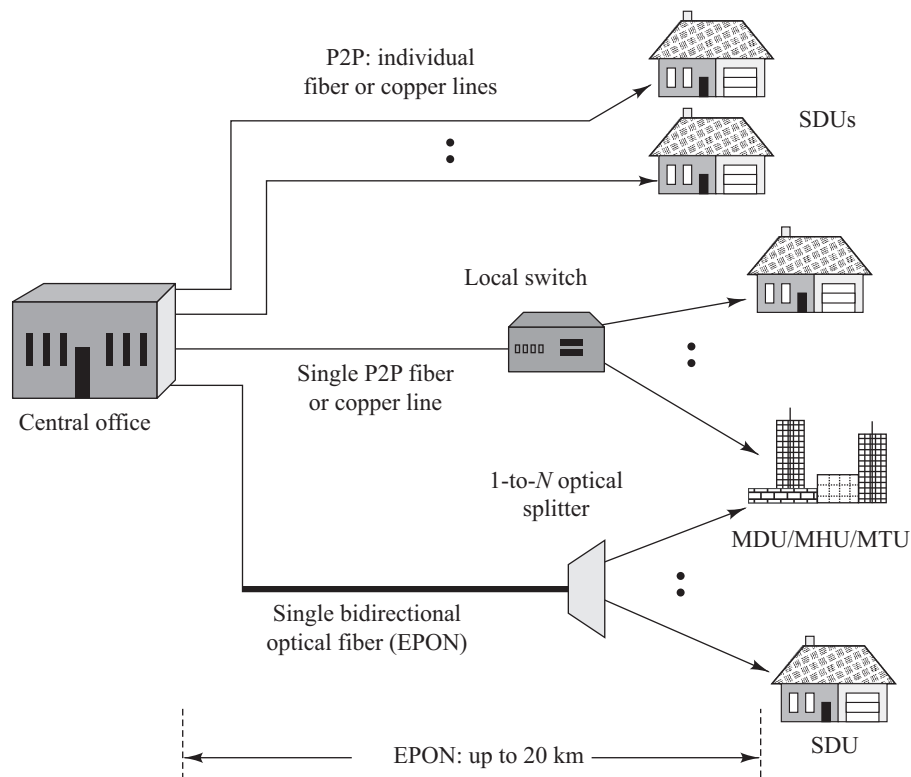 P2P: individual
fiber or copper lines
SDUs
Local switch
Single P2P fiber
or copper line
Central office
1-to-N optical
splitter
MDU/MHU/MTU
Single bidirectional
optical fiber (EPON)
SDU
EPON: up to 20 km